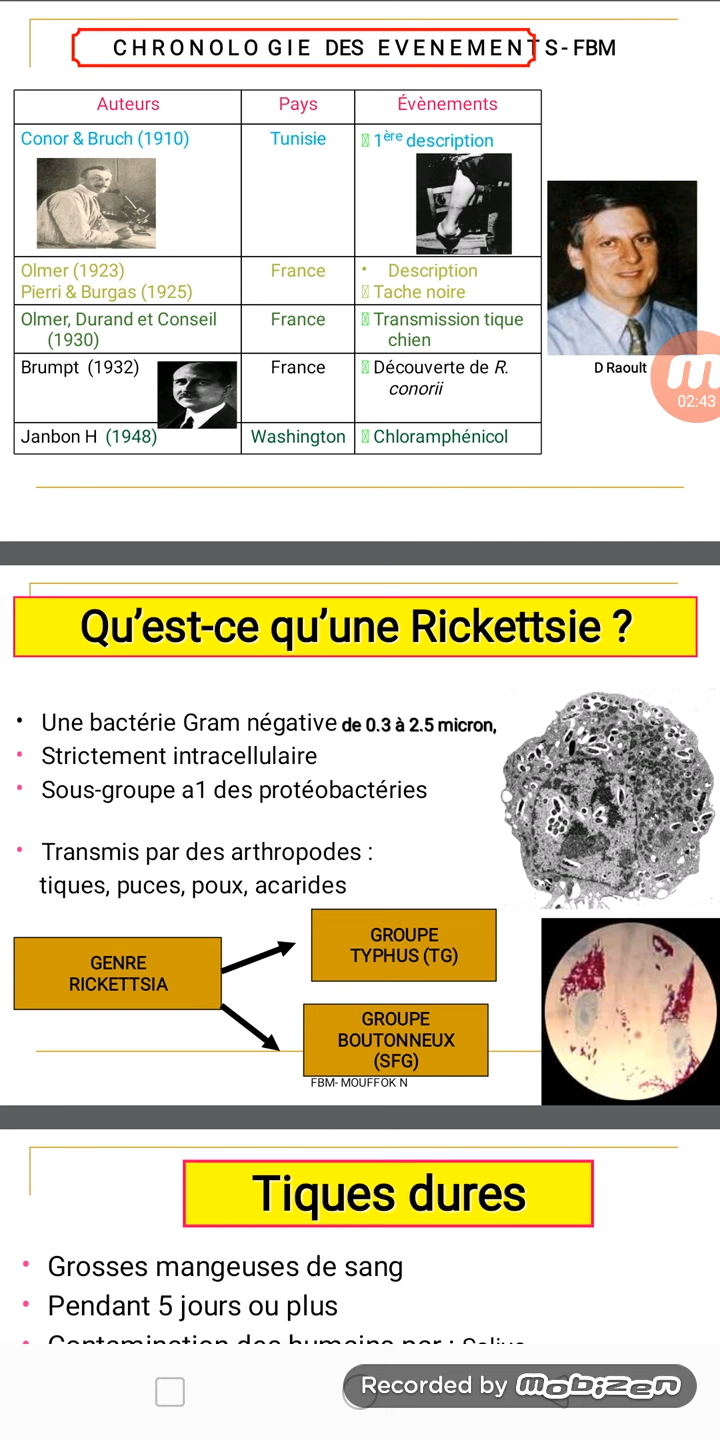 CHRONOLOGIE DES EVENEMENTS-FBM
Auteurs Pays Évènements
Conor & Bruch (1910) Tunisie 1ère description
Olmer (1923) France • Description
Pierri & Burgas (1925) Tache noire
Olmer, Durand et Conseil France Transmission tique
(1930) chien
Brumpt (1932) France Découverte de R.
conorii
D Raoult
02:43
Janbon H (1948) Washington Chloramphénicol
Qu'est-ce qu'une Rickettsie ?
• Une bactérie Gram négative de 0.3 à 2.5 micron,
• Strictement intracellulaire
• Sous-groupe a1 des protéobactéries
• Transmis par des arthropodes :
tiques, puces, poux, acarides
GENRE
RICKETTSIA
GROUPE
TYPHUS (TG)
GROUPE
BOUTONNEUX
(SFG)
FBM- MOUFFOK N
Tiques dures
• Grosses mangeuses de sang
• Pendant 5 jours ou plus
• Contamination des humains par : Salive
Recorded by mobizen